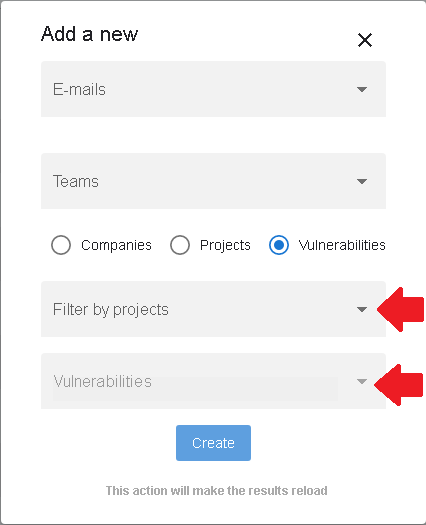 Add a new
E-mails
Teams
Companies Projects Vulnerabilities
Filter by projects
Vulnerabilities
Create
This action will make the results reload